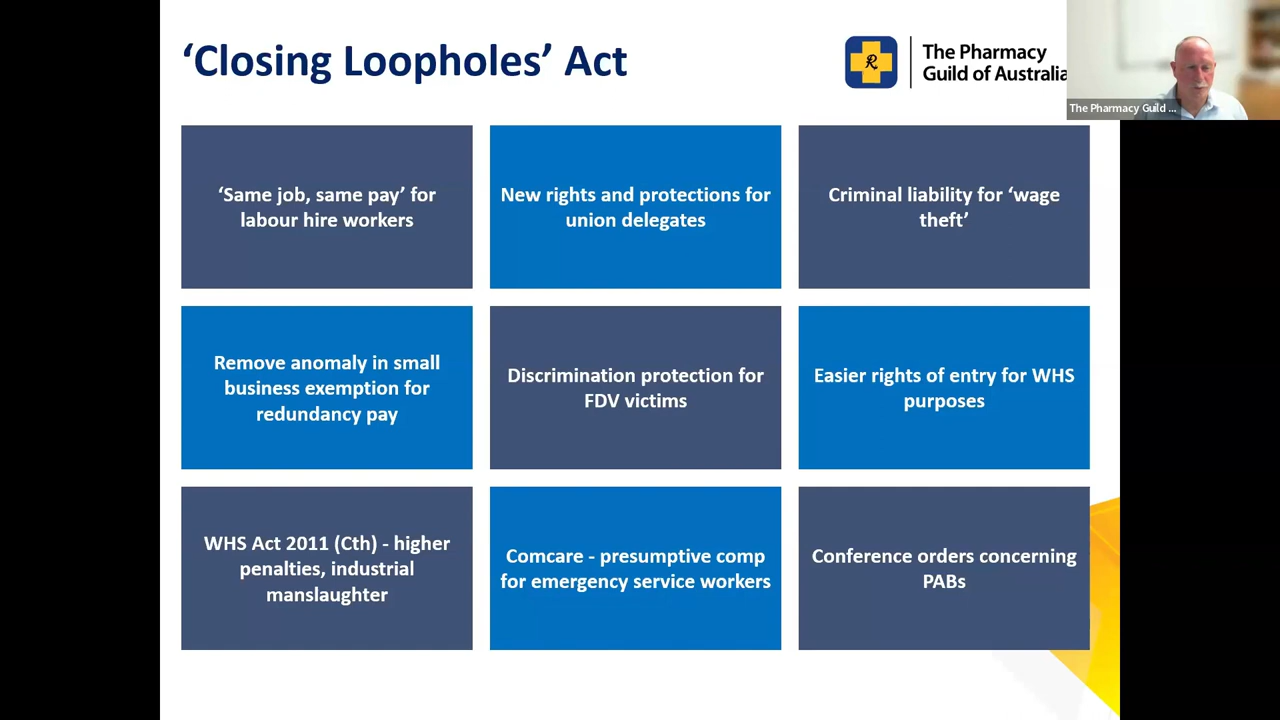 ‘Closing Loopholes’ Act
The Pharmacy
Guild of Australia
The Pharmacy Guild ...
‘Same job, same pay’ for
labour hire workers
New rights and protections for
union delegates
Criminal liability for ‘wage
theft’
Remove anomaly in small
business exemption for
redundancy pay
Discrimination protection for
FDV victims
Easier rights of entry for WHS
purposes
WHS Act 2011 (Cth) - higher
penalties, industrial
manslaughter
Comcare - presumptive comp
for emergency service workers
Conference orders concerning
PABs